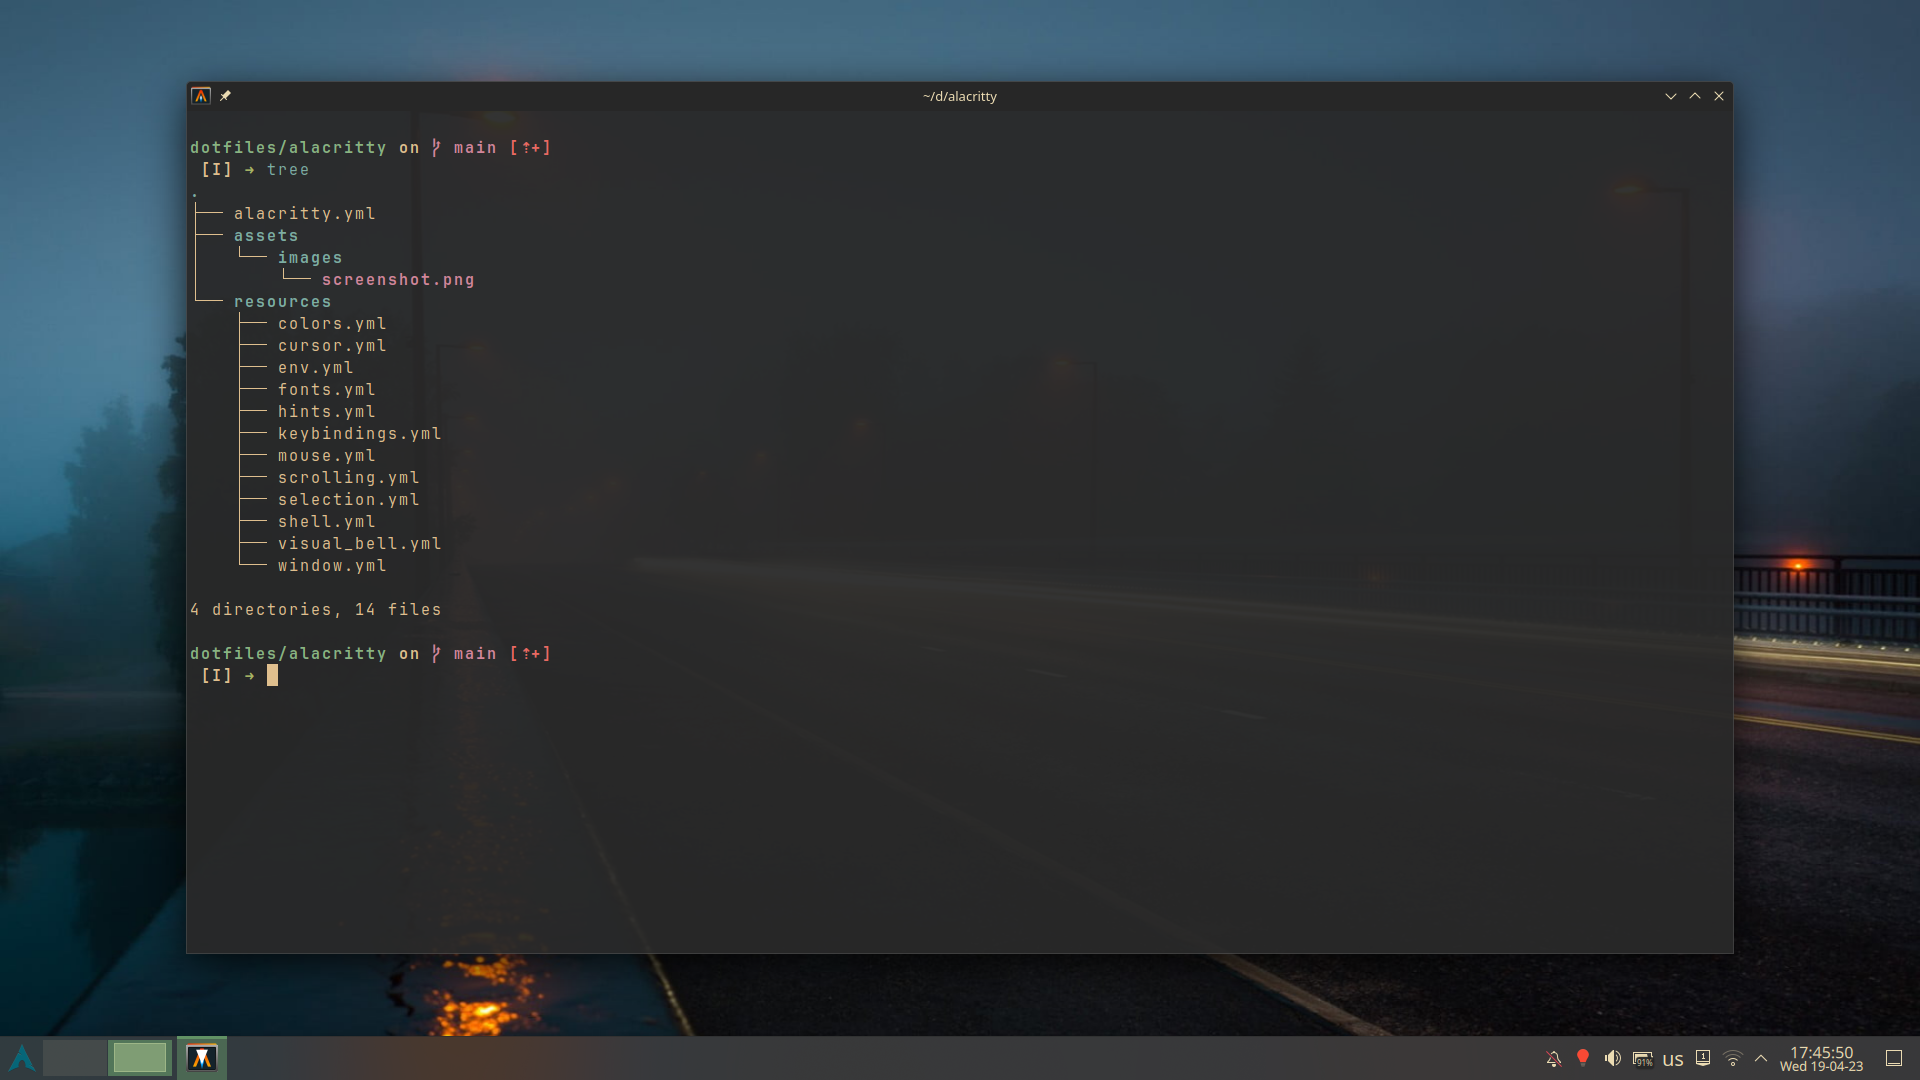 ~/d/alacritty
dotfiles/alacritty on main [⇡+]
[I] ➜ tree
.
├── alacritty.yml
├── assets
│   └── images
│       └── screenshot.png
└── resources
    ├── colors.yml
    ├── cursor.yml
    ├── env.yml
    ├── fonts.yml
    ├── hints.yml
    ├── keybindings.yml
    ├── mouse.yml
    ├── scrolling.yml
    ├── selection.yml
    ├── shell.yml
    ├── visual_bell.yml
    └── window.yml
4 directories, 14 files
dotfiles/alacritty on main [⇡+]
[I] ➜
91%
us
1
17:45:50
Wed 19-04-23